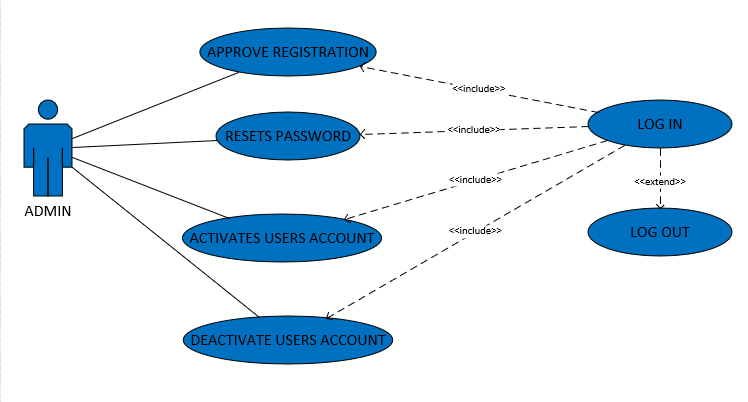 APPROVE REGISTRATION
<<include>>
LOG IN
RESETS PASSWORD
<<include>>
<<include>>
<<extend>>
ADMIN
ACTIVATES USERS ACCOUNT
<<include>>
LOG OUT
DEACTIVATE USERS ACCOUNT